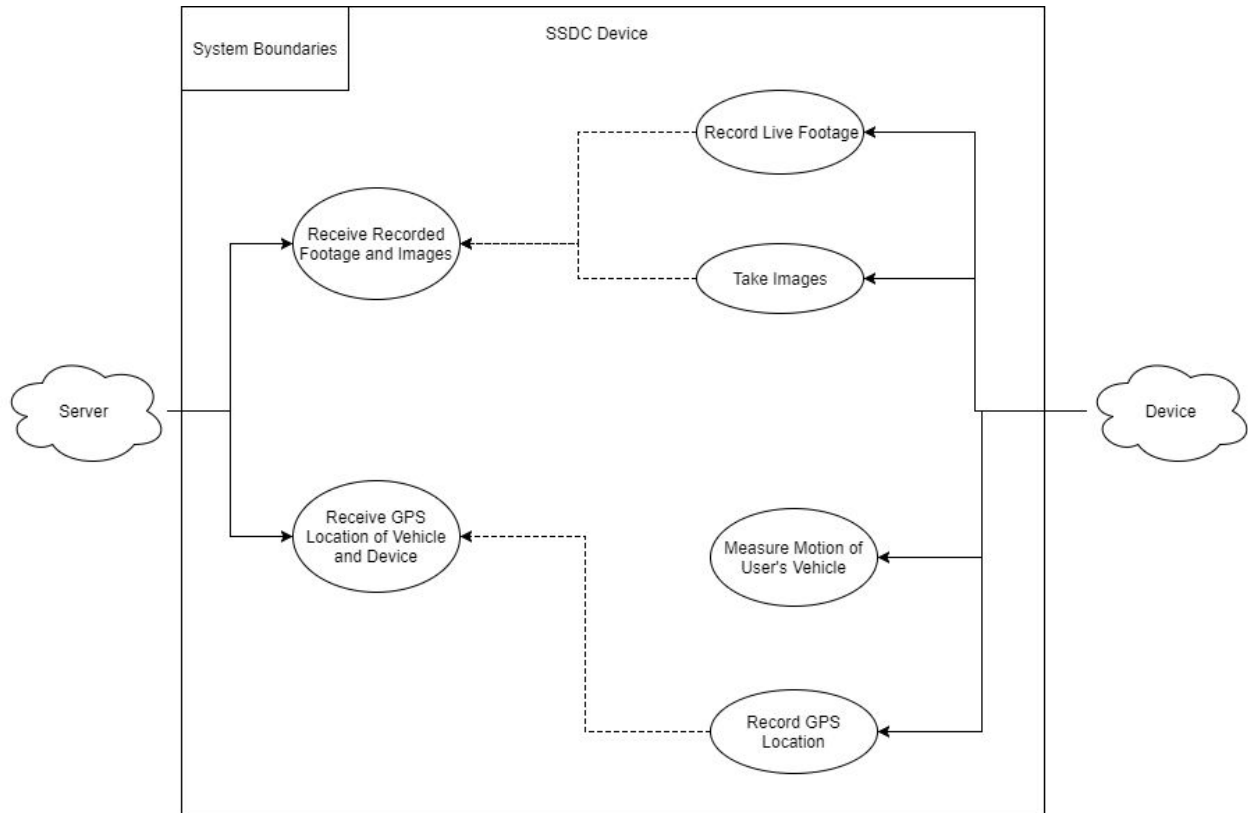 System Boundaries
SSDC Device
Record Live Footage
Receive Recorded
Footage and Images
Take Images
Server
Device
Receive GPS
Location of Vehicle
and Device
Measure Motion of
User's Vehicle
Record GPS
Location